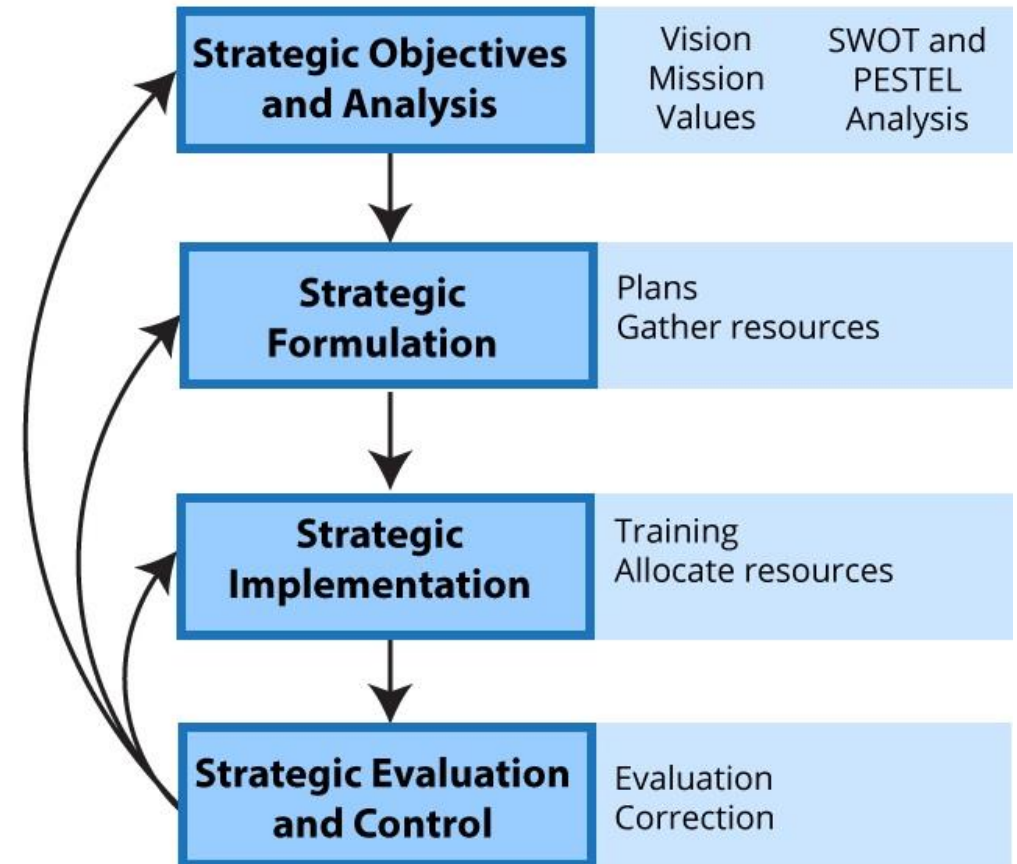 Strategic Objectives
and Analysis
Vision
Mission
Values
SWOT and
PESTEL
Analysis
Strategic
Formulation
Plans
Gather resources
Strategic
Implementation
Training
Allocate resources
Strategic Evaluation
and Control
Evaluation
Correction